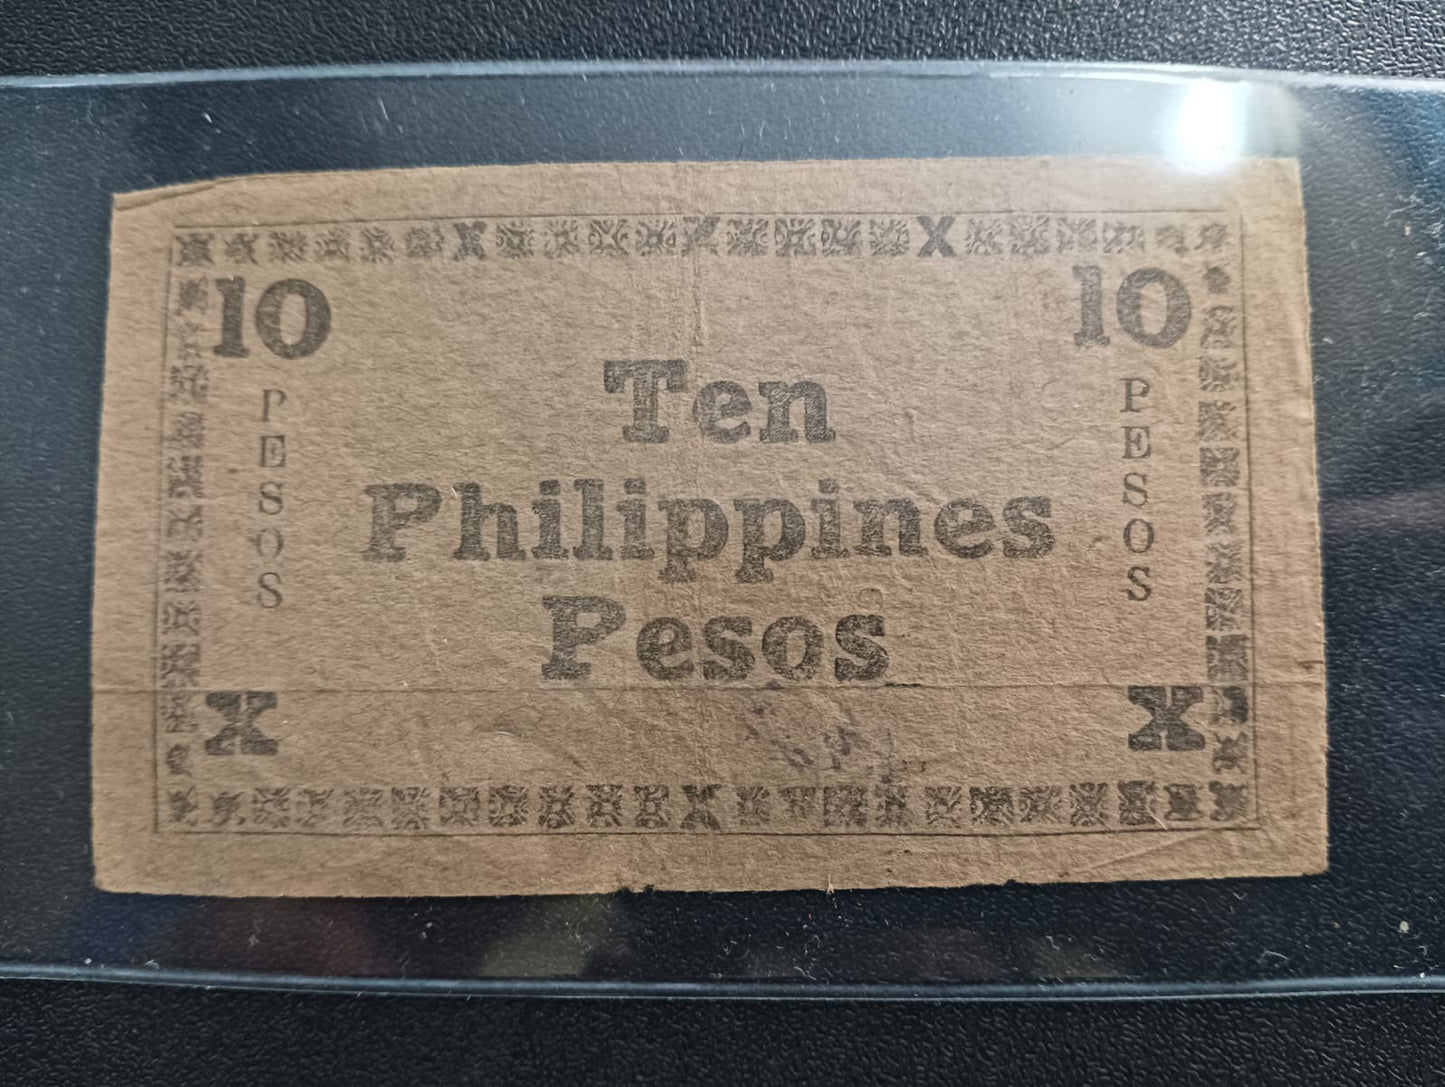 X X X
10 10
PESOS PESOS
Ten
Philippines
Pesos
X X
X